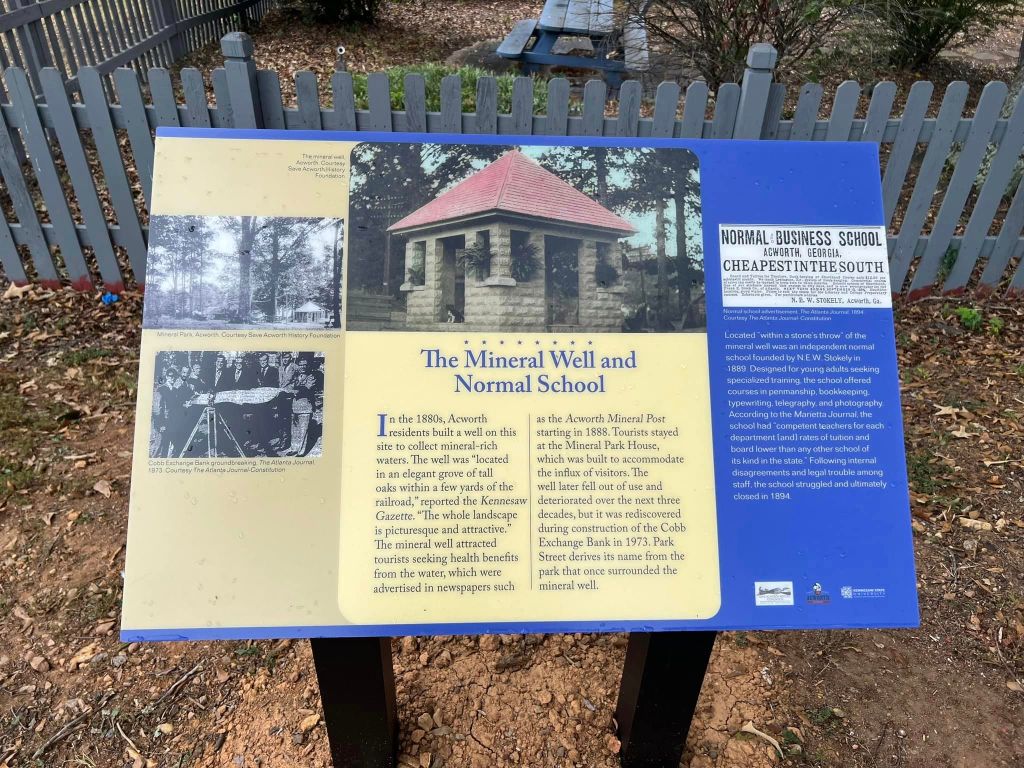 The mineral well,
Acworth. Courtesy
Save Acworth History
Foundation
Mineral Park, Acworth. Courtesy Save Acworth History Foundation
Cobb Exchange Bank groundbreaking, The Atlanta Journal,
1973. Courtesy The Atlanta Journal-Constitution
The Mineral Well and
Normal School
In the 1880s, Acworth
residents built a well on this
site to collect mineral-rich
waters. The well was “located
in an elegant grove of tall
oaks within a few yards of the
railroad,” reported the Kennesaw
Gazette. “The whole landscape
is picturesque and attractive.”
The mineral well attracted
tourists seeking health benefits
from the water, which were
advertised in newspapers such
as the Acworth Mineral Post
starting in 1888. Tourists stayed
at the Mineral Park House,
which was built to accommodate
the influx of visitors. The
well later fell out of use and
deteriorated over the next three
decades, but it was rediscovered
during construction of the Cobb
Exchange Bank in 1973. Park
Street derives its name from the
park that once surrounded the
mineral well.
NORMAL & BUSINESS SCHOOL
ACWORTH, GEORGIA,
CHEAPEST IN THE SOUTH
N. E. W. STOKELY, Acworth, Ga.
Normal school advertisement, The Atlanta Journal, 1894.
Courtesy The Atlanta Journal-Constitution
Located “within a stone’s throw” of the
mineral well was an independent normal
school founded by N.E.W. Stokely in
1889. Designed for young adults seeking
specialized training, the school offered
courses in penmanship, bookkeeping,
typewriting, telegraphy, and photography.
According to the Marietta Journal, the
school had “competent teachers for each
department [and] rates of tuition and
board lower than any other school of
its kind in the state.” Following internal
disagreements and legal trouble among
staff, the school struggled and ultimately
closed in 1894.
ACWORTH
KENNESAW STATE
UNIVERSITY